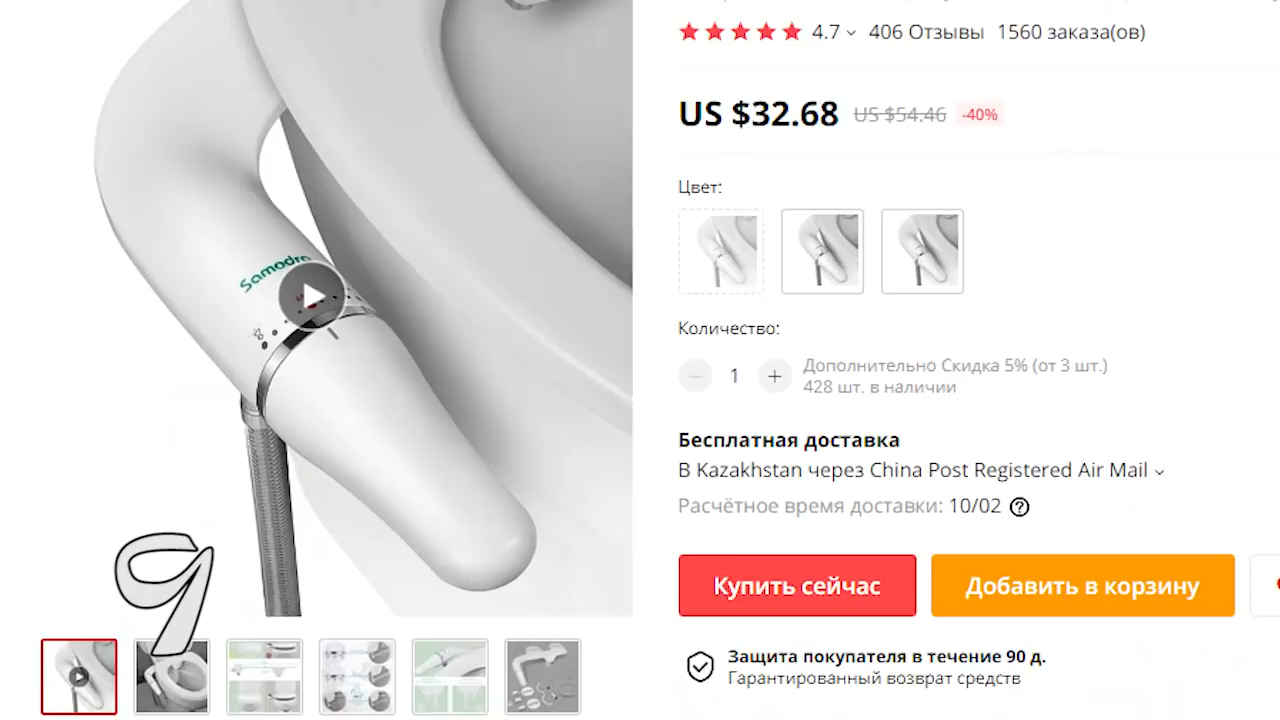 4.7 406 Отзывы 1560 заказа(ов)
US $32.68 US $54.46 -40%
Цвет:
Samodra
Количество:
1
Дополнительно Скидка 5% (от 3 шт.)
428 шт. в наличии
Бесплатная доставка
В Kazakhstan через China Post Registered Air Mail
Расчётное время доставки: 10/02
9
Купить сейчас
Добавить в корзину
Защита покупателя в течение 90 д.
Гарантированный возврат средств